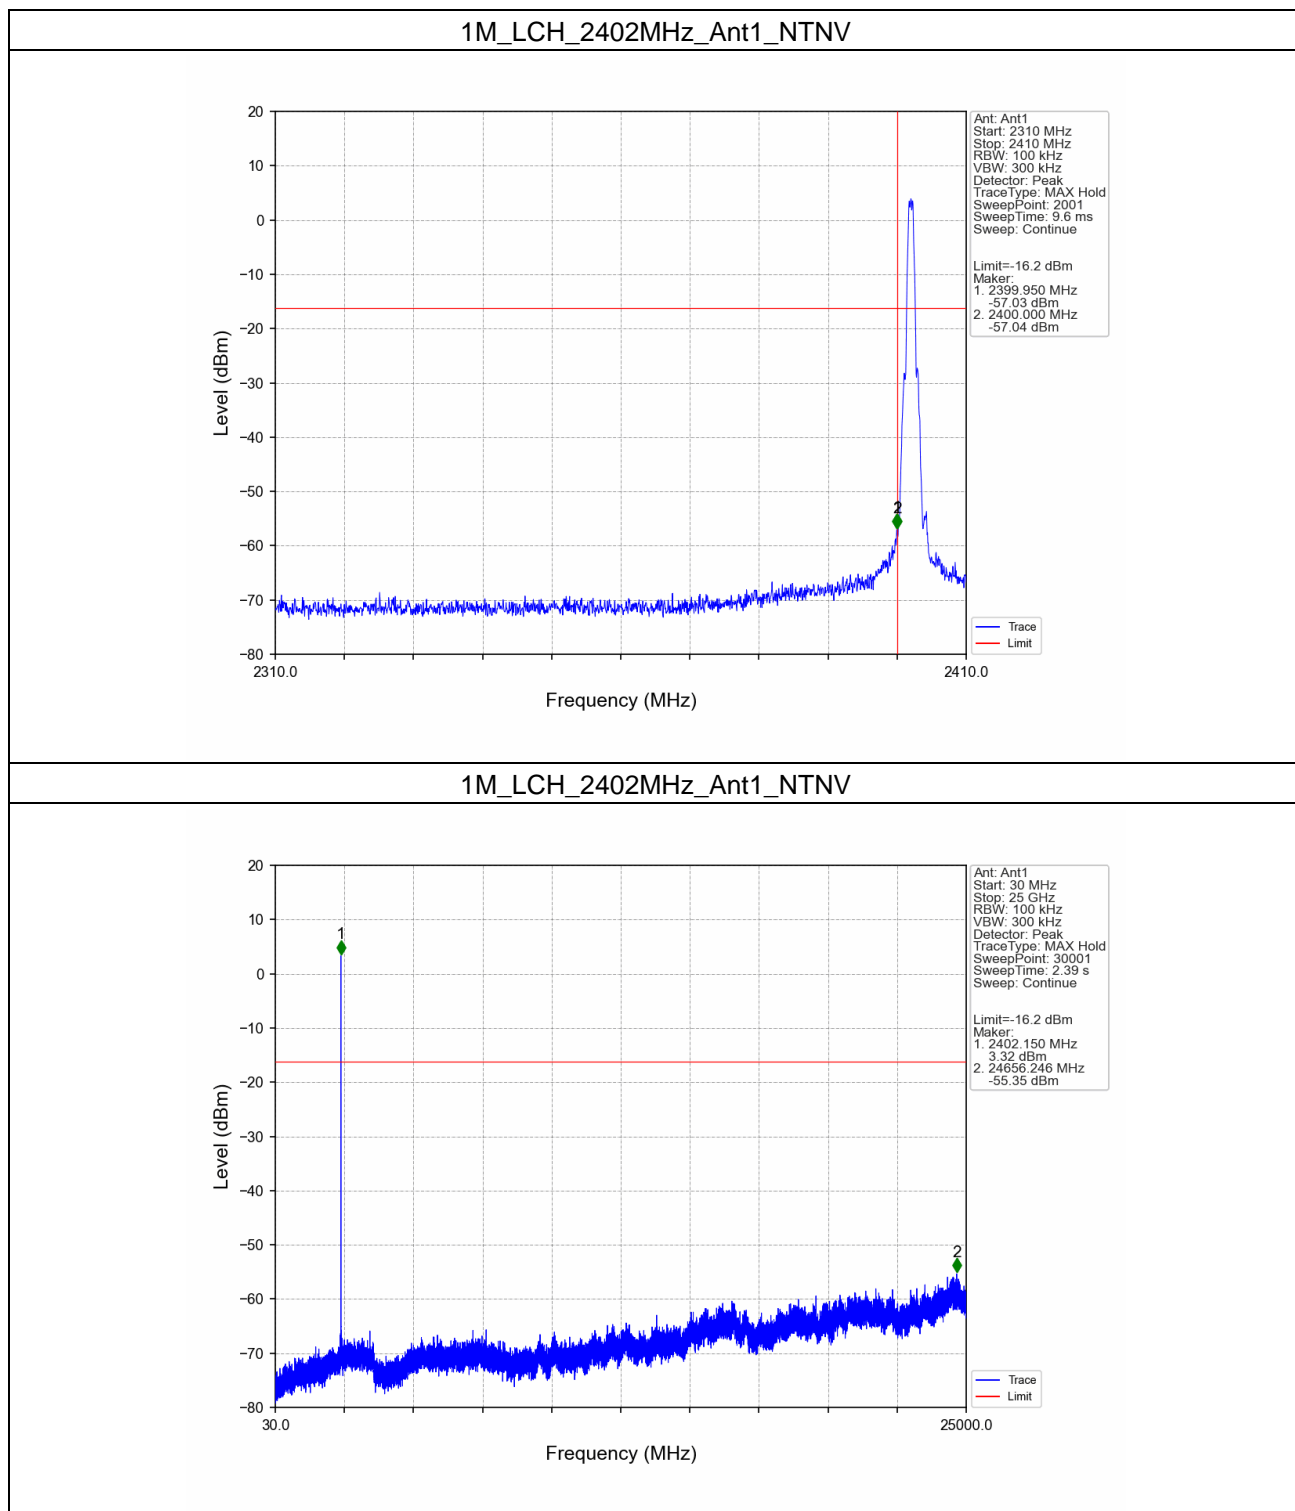 1M_LCH_2402MHz_Ant1_NTNV
20
10
0
−10
−20
−30
−40
−50
−60
−70
−80
Level (dBm)
2310.0
2410.0
Frequency (MHz)
2
Ant: Ant1
Start: 2310 MHz
Stop: 2410 MHz
RBW: 100 kHz
VBW: 300 kHz
Detector: Peak
TraceType: MAX Hold
SweepPoint: 2001
SweepTime: 9.6 ms
Sweep: Continue
Limit=-16.2 dBm
Maker:
1. 2399.950 MHz
-57.03 dBm
2. 2400.000 MHz
-57.04 dBm
Trace
Limit
1M_LCH_2402MHz_Ant1_NTNV
20
10
0
−10
−20
−30
−40
−50
−60
−70
−80
Level (dBm)
30.0
25000.0
Frequency (MHz)
1
2
Ant: Ant1
Start: 30 MHz
Stop: 25 GHz
RBW: 100 kHz
VBW: 300 kHz
Detector: Peak
TraceType: MAX Hold
SweepPoint: 30001
SweepTime: 2.39 s
Sweep: Continue
Limit=-16.2 dBm
Maker:
1. 2402.150 MHz
3.32 dBm
2. 24656.246 MHz
-55.35 dBm
Trace
Limit